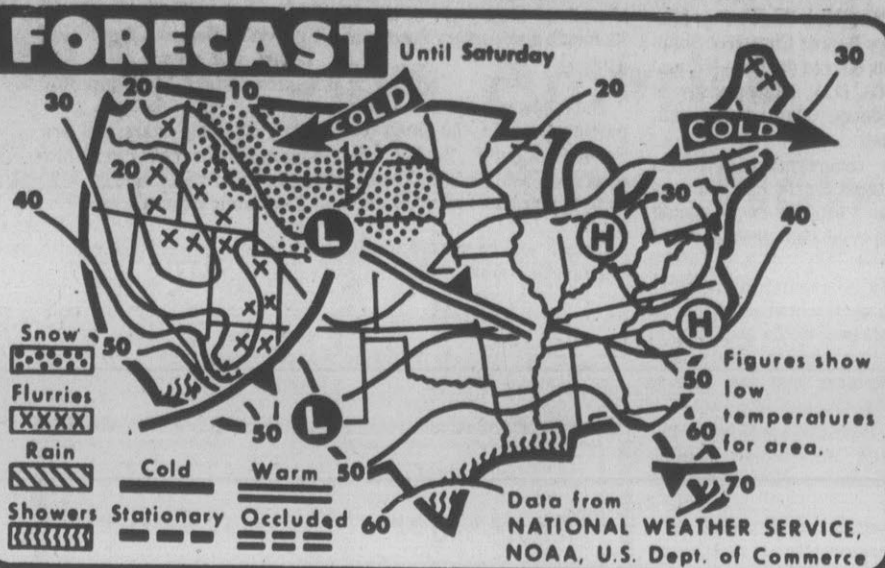 FORECAST
Until Saturday
30
20
10
COLD
20
30
COLD
20
30
40
40
L
H
H
Snow
50
50
Figures show
low
temperatures
for area.
Flurries
XXXX
60
50
L
Rain
50
70
Cold
Warm
Showers
Stationary
Occluded
60
Data from
NATIONAL WEATHER SERVICE,
NOAA, U.S. Dept. of Commerce